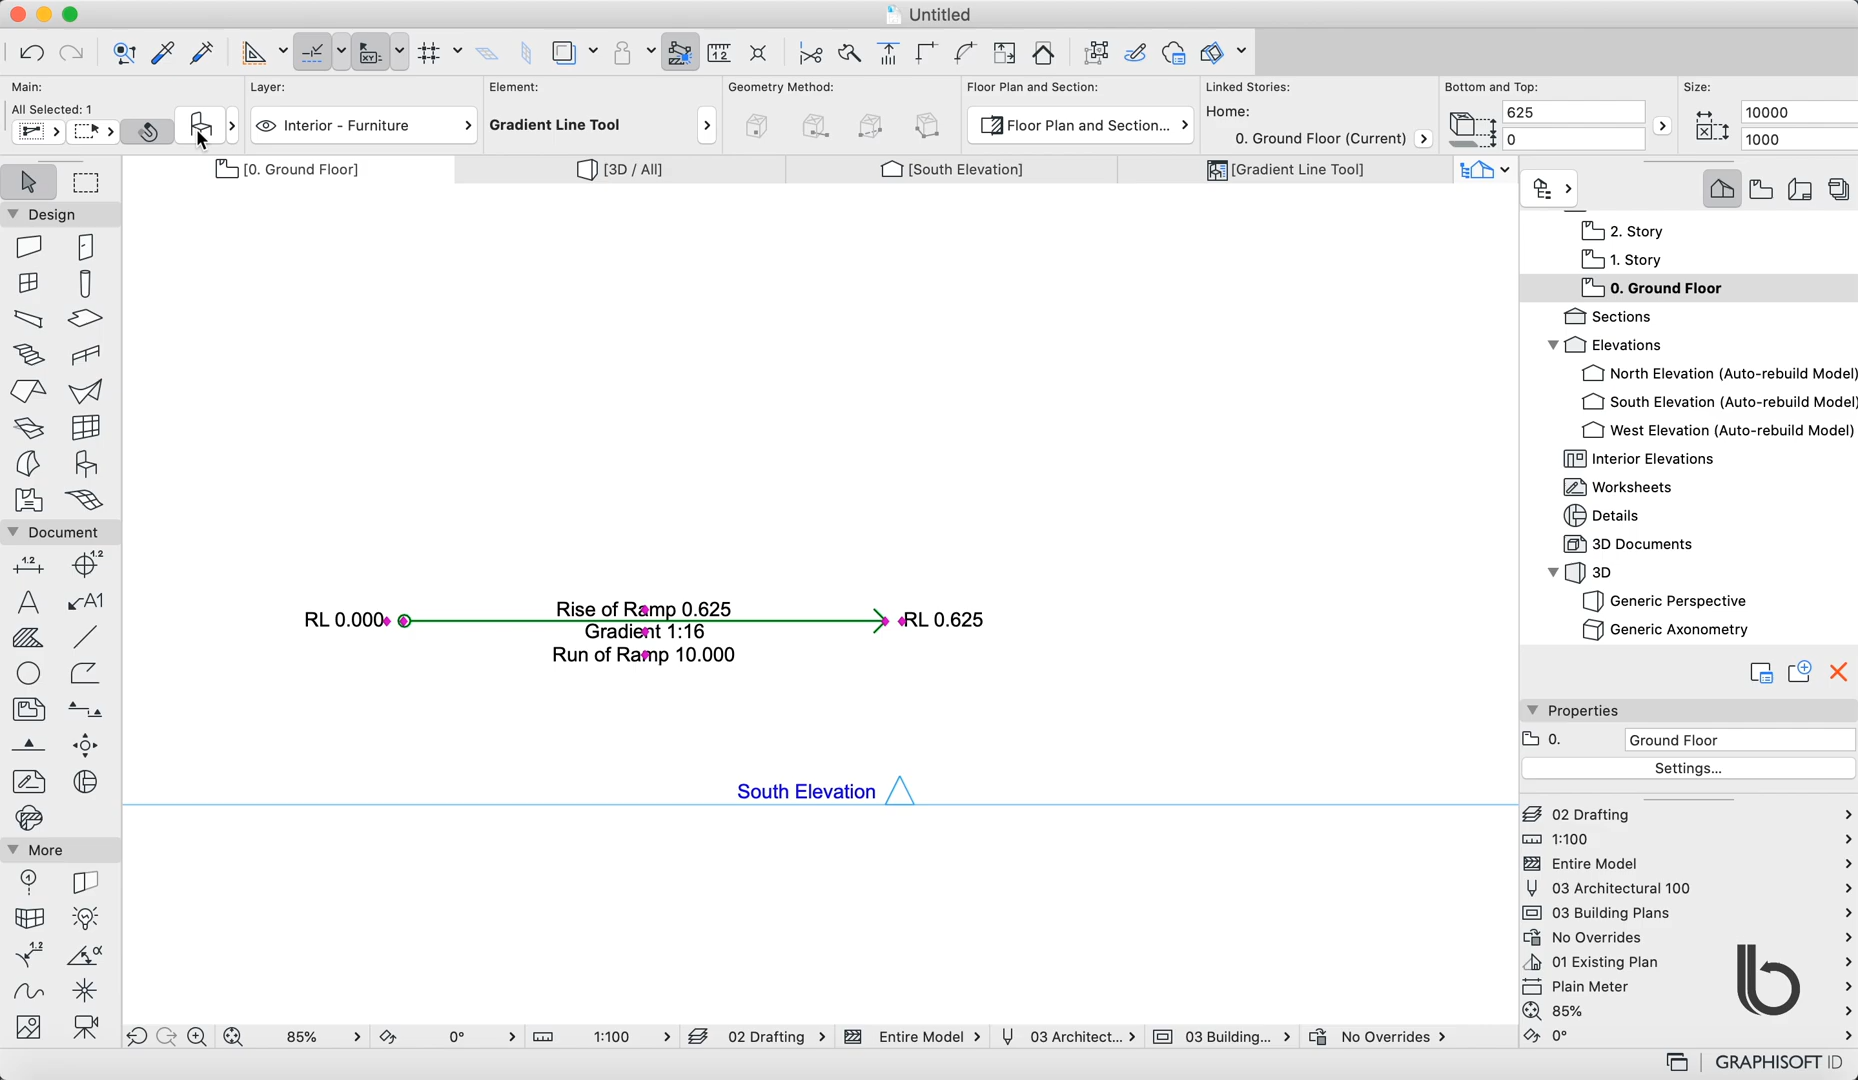 Untitled
Main:
All Selected: 1
Layer:
Interior - Furniture
Element:
Gradient Line Tool
Geometry Method:
Floor Plan and Section:
Floor Plan and Section...
Linked Stories:
Home:
0. Ground Floor (Current)
Bottom and Top:
625
0
Size:
10000
1000
[0. Ground Floor]
[3D / All]
[South Elevation]
[Gradient Line Tool]
Design
Document
More
RL 0.000
Rise of Ramp 0.625
Gradient 1:16
Run of Ramp 10.000
RL 0.625
South Elevation
2. Story
1. Story
0. Ground Floor
Sections
Elevations
North Elevation (Auto-rebuild Model)
South Elevation (Auto-rebuild Model)
West Elevation (Auto-rebuild Model)
Interior Elevations
Worksheets
Details
3D Documents
3D
Generic Perspective
Generic Axonometry
Properties
0.
Ground Floor
Settings...
02 Drafting
1:100
Entire Model
03 Architectural 100
03 Building Plans
No Overrides
01 Existing Plan
Plain Meter
85%
0°
85%
0°
1:100
02 Drafting
Entire Model
03 Architect...
03 Building...
No Overrides
GRAPHISOFT ID